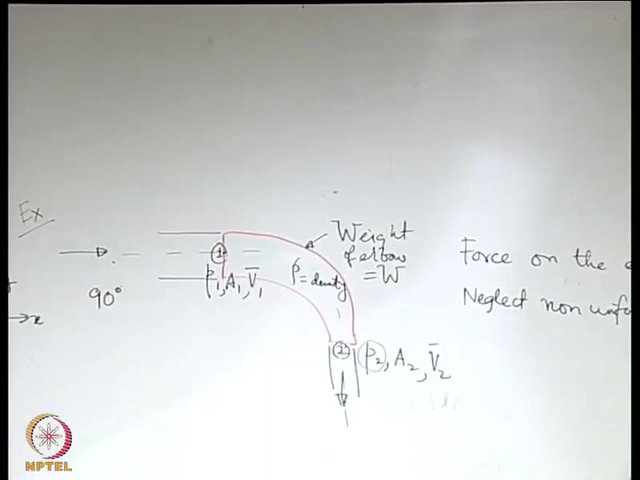 Ex
Weight
of elbow
= W
① 
p₁, A₁, V̄₁
ρ = density
90°
x
② p₂, A₂, V̄₂
Force on the
Neglect non
NPTEL